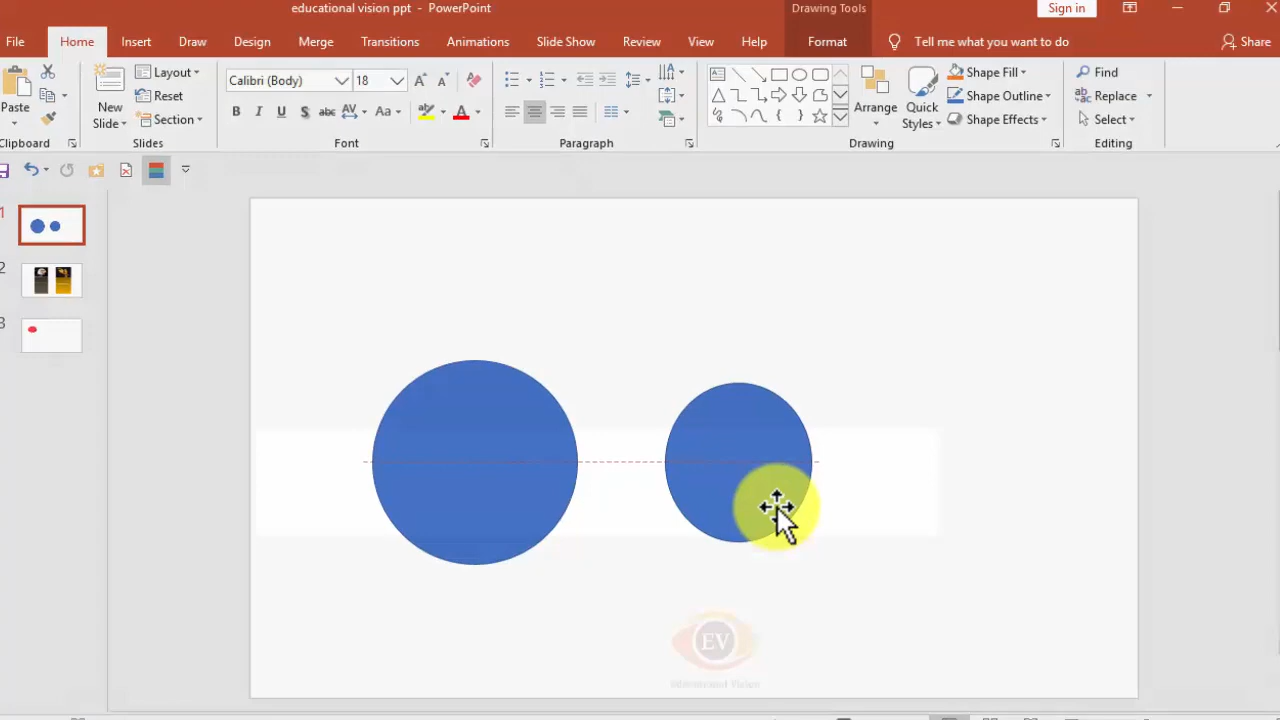 educational vision ppt - PowerPoint
Drawing Tools
Sign in
File
Home
Insert
Draw
Design
Merge
Transitions
Animations
Slide Show
Review
View
Help
Format
Tell me what you want to do
Share
Paste
New
Slide
Layout
Reset
Section
Calibri (Body)
18
Arrange
Quick
Styles
Shape Fill
Shape Outline
Shape Effects
Find
Replace
Select
Clipboard
Slides
Font
Paragraph
Drawing
Editing
1
2
3
EV
Educational Vision